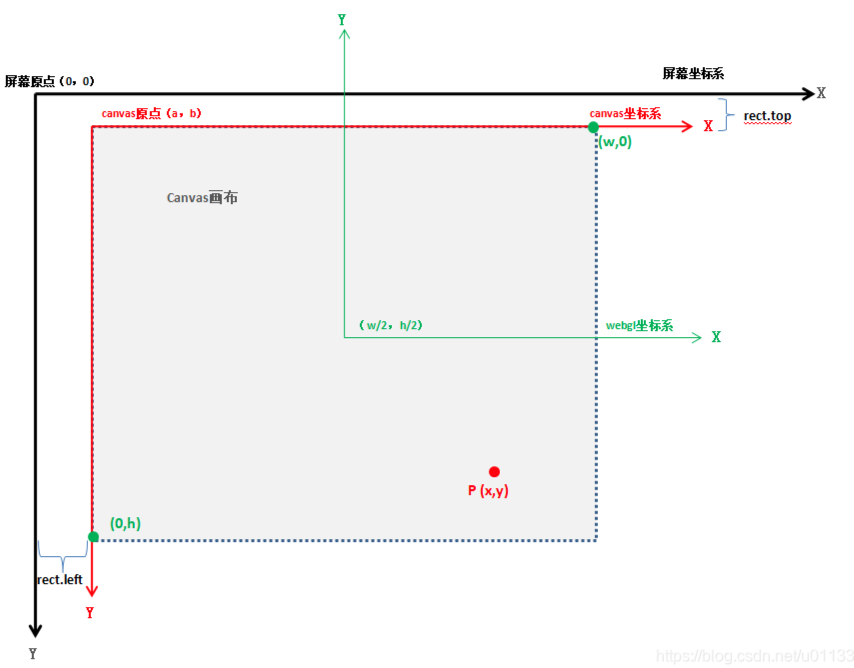 Y
屏幕原点（0，0）
屏幕坐标系
X
canvas原点（a，b）
canvas坐标系
X
rect.top
(w,0)
Canvas画布
（w/2，h/2）
webgl坐标系
X
P (x,y)
(0,h)
rect.left
Y
Y
https://blog.csdn.net/u01133